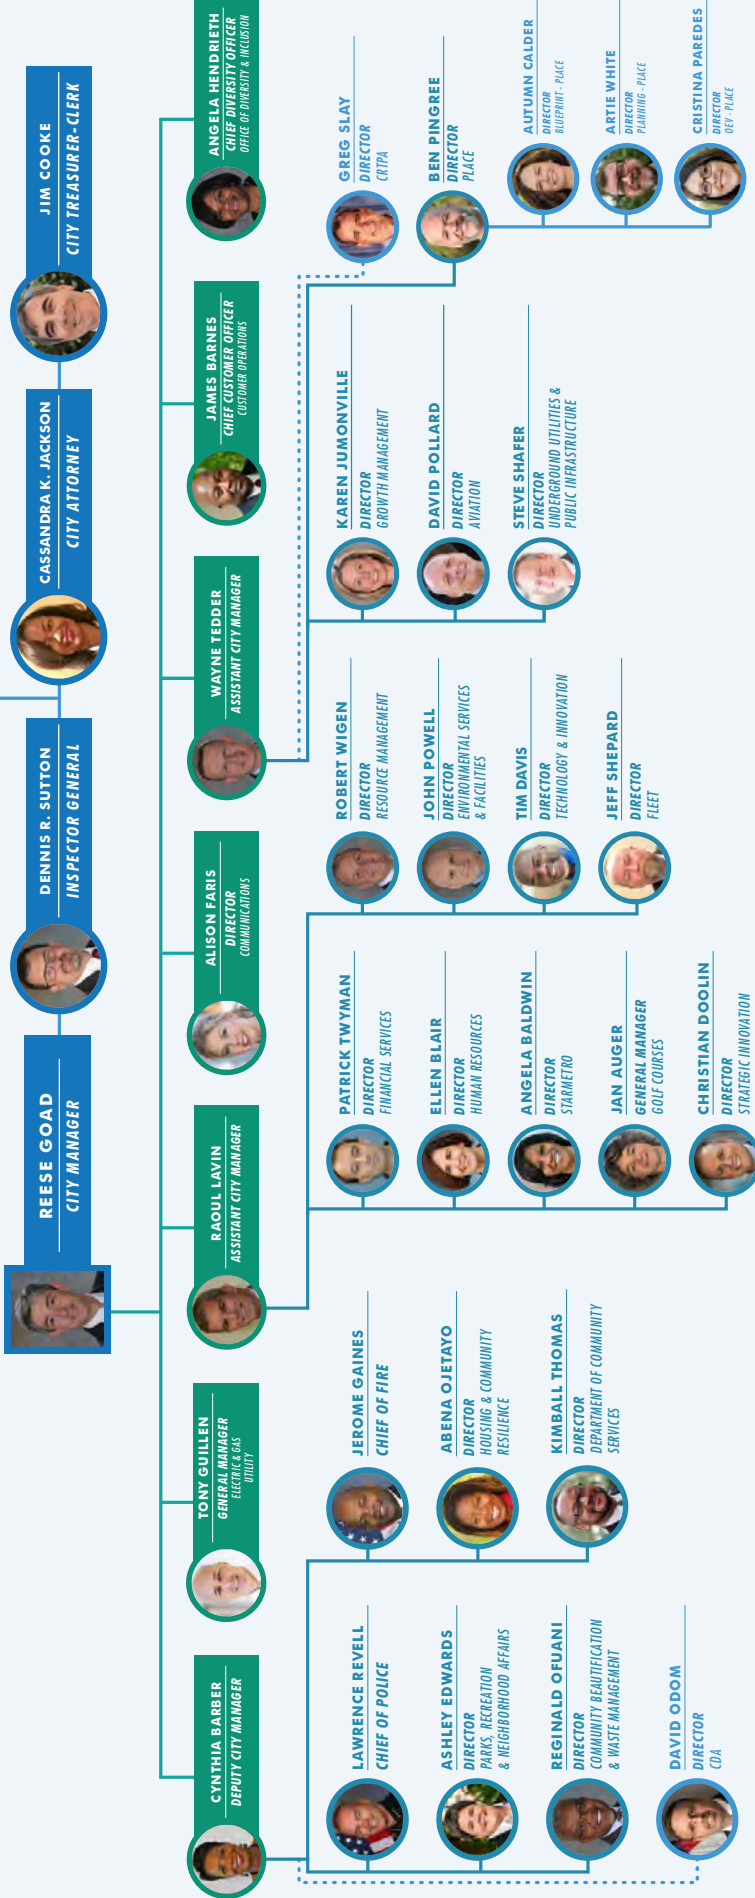 REESE GOAD
CITY MANAGER
DENNIS R. SUTTON
INSPECTOR GENERAL
CASSANDRA K. JACKSON
CITY ATTORNEY
JIM COOKE
CITY TREASURER-CLERK
CYNTHIA BARBER
DEPUTY CITY MANAGER
TONY GUILLEN
GENERAL MANAGER
ELECTRIC & GAS
UTILITY
RAOUL LAVIN
ASSISTANT CITY MANAGER
ALISON FARIS
DIRECTOR
COMMUNICATIONS
WAYNE TEDDER
ASSISTANT CITY MANAGER
JAMES BARNES
CHIEF CUSTOMER OFFICER
CUSTOMER OPERATIONS
ANGELA HENDRIETH
CHIEF DIVERSITY OFFICER
OFFICE OF DIVERSITY & INCLUSION
LAWRENCE REVELL
CHIEF OF POLICE
ASHLEY EDWARDS
DIRECTOR
PARKS, RECREATION
& NEIGHBORHOOD AFFAIRS
REGINALD OFUANI
DIRECTOR
COMMUNITY BEAUTIFICATION
& WASTE MANAGEMENT
DAVID ODOM
DIRECTOR
CDA
JEROME GAINES
CHIEF OF FIRE
ABENA OJETAYO
DIRECTOR
HOUSING & COMMUNITY
RESILIENCE
KIMBALL THOMAS
DIRECTOR
DEPARTMENT OF COMMUNITY
SERVICES
PATRICK TWYMAN
DIRECTOR
FINANCIAL SERVICES
ELLEN BLAIR
DIRECTOR
HUMAN RESOURCES
ANGELA BALDWIN
DIRECTOR
STARMETRO
JAN AUGER
GENERAL MANAGER
GOLF COURSES
CHRISTIAN DOOLIN
DIRECTOR
STRATEGIC INNOVATION
ROBERT WIGEN
DIRECTOR
RESOURCE MANAGEMENT
JOHN POWELL
DIRECTOR
ENVIRONMENTAL SERVICES
& FACILITIES
TIM DAVIS
DIRECTOR
TECHNOLOGY & INNOVATION
JEFF SHEPARD
DIRECTOR
FLEET
KAREN JUMONVILLE
DIRECTOR
GROWTH MANAGEMENT
DAVID POLLARD
DIRECTOR
AVIATION
STEVE SHAFER
DIRECTOR
UNDERGROUND UTILITIES &
PUBLIC INFRASTRUCTURE
GREG SLAY
DIRECTOR
CRTPA
BEN PINGREE
DIRECTOR
PLACE
AUTUMN CALDER
DIRECTOR
BLUEPRINT - PLACE
ARTIE WHITE
DIRECTOR
PLANNING - PLACE
CRISTINA PAREDES
DIRECTOR
OEV - PLACE